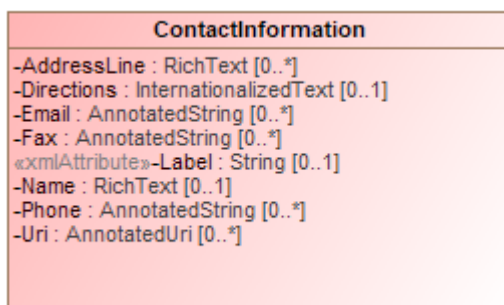 ContactInformation
-AddressLine : RichText [0..*]
-Directions : InternationalizedText [0..1]
-Email : AnnotatedString [0..*]
-Fax : AnnotatedString [0..*]
«xmlAttribute»-Label : String [0..1]
-Name : RichText [0..1]
-Phone : AnnotatedString [0..*]
-Uri : AnnotatedUri [0..*]